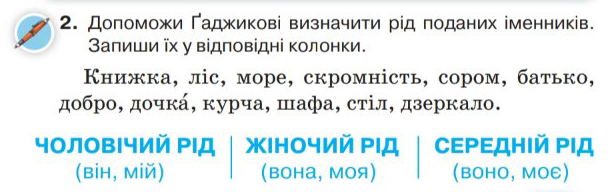 2. Допоможи Ґаджикові визначити рід поданих іменників.
Запиши їх у відповідні колонки.
Книжка, ліс, море, скромність, сором, батько,
добро, дочка́, курча, шафа, стіл, дзеркало.
ЧОЛОВІЧИЙ РІД ЖІНОЧИЙ РІД СЕРЕДНІЙ РІД
(він, мій) (вона, моя) (воно, моє)